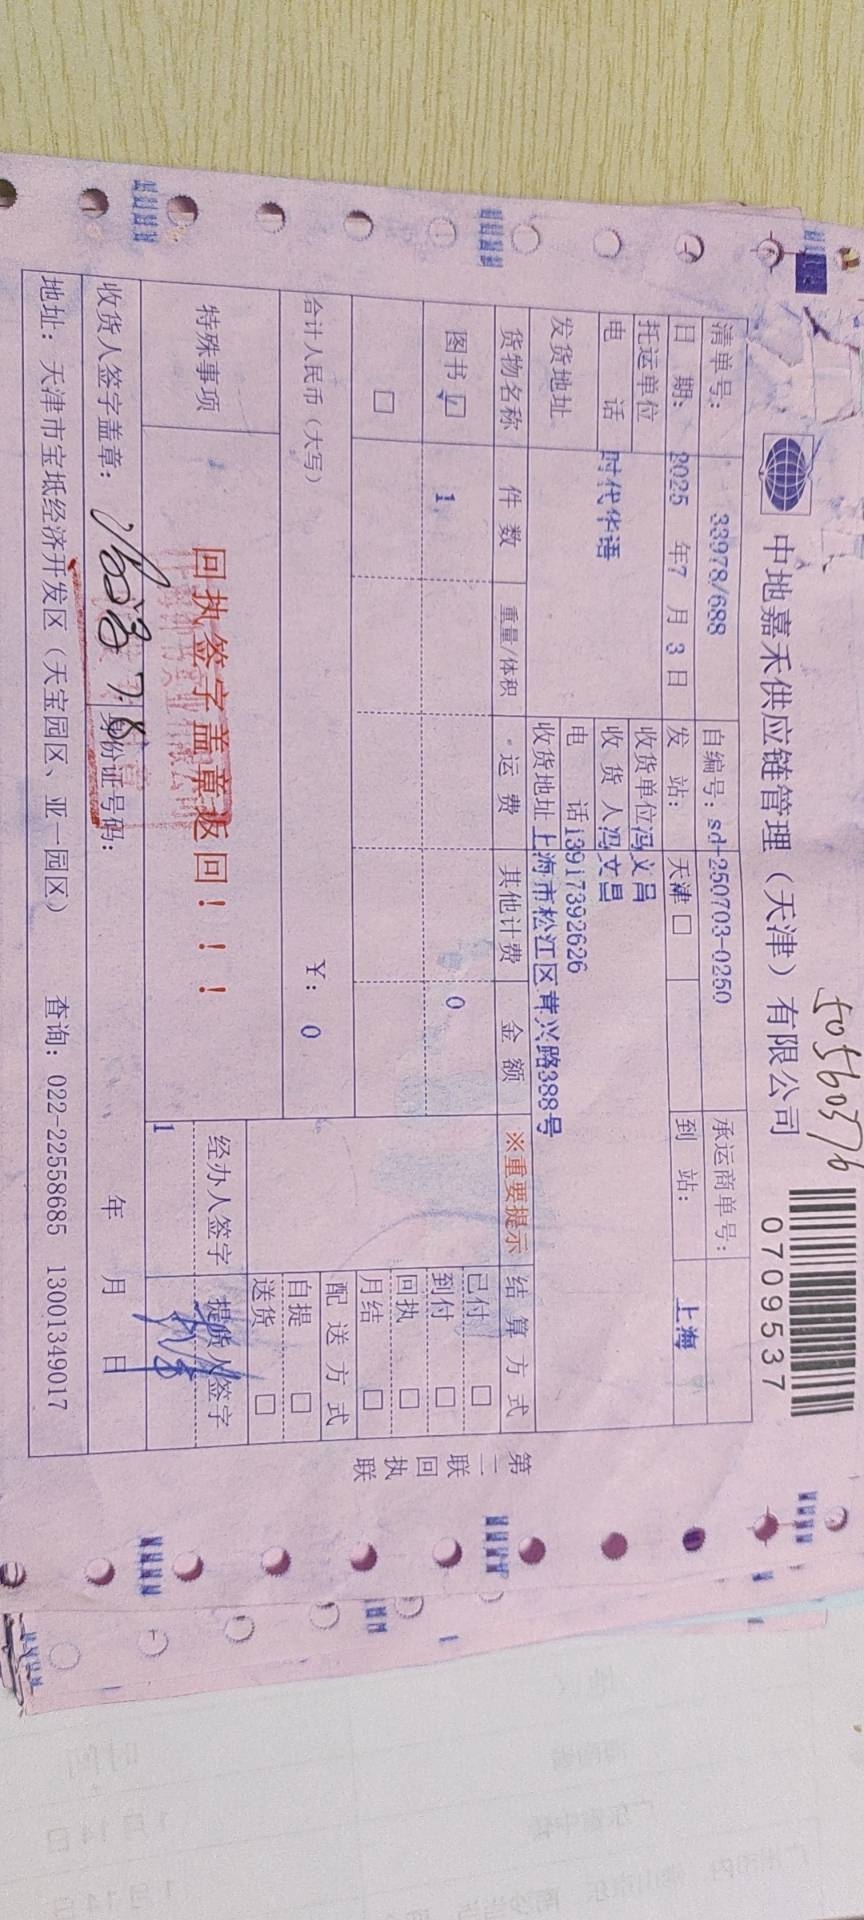 50560376
中地嘉禾供应链管理（天津）有限公司
0709537
清单号： 33978/688 自编号：sd-250703-0250 承运商单号：
日 期： 2025 年7 月 3 日 发 站： 天津 □ 到 站： 上海
托运单位 收货单位 冯文昌
电 话 时代华语 收 货 人 冯文昌
发货地址 电 话 13917392626
收货地址 上海市松江区茸兴路388号
货物名称 件 数 重量/体积 运 费 其他计费 金 额 ※重要提示 结 算 方 式
图书 ☑ 1 0 已付 □
到付 □
□ 回执 □
月结 □
合计人民币（大写） ￥： 0 配 送 方 式
自提 □
送货 □
特殊事项 回执签字盖章返回！！！ 经办人签字 提货人签字
1
收货人签字盖章： 7.8 身份证号码： 年 月 日
地址：天津市宝坻经济开发区（天宝园区、亚一园区） 查询：022-22558685 13001349017
第二联 回执联